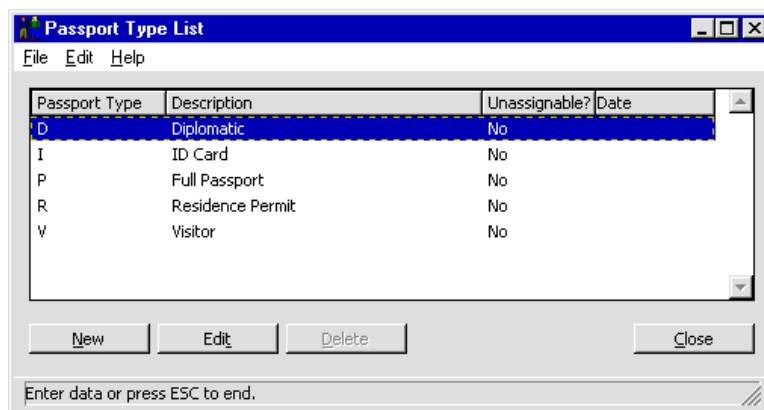 Passport Type List
File Edit Help
Passport Type Description Unassignable? Date
D Diplomatic No
I ID Card No
P Full Passport No
R Residence Permit No
V Visitor No
New Edit Delete Close
Enter data or press ESC to end.